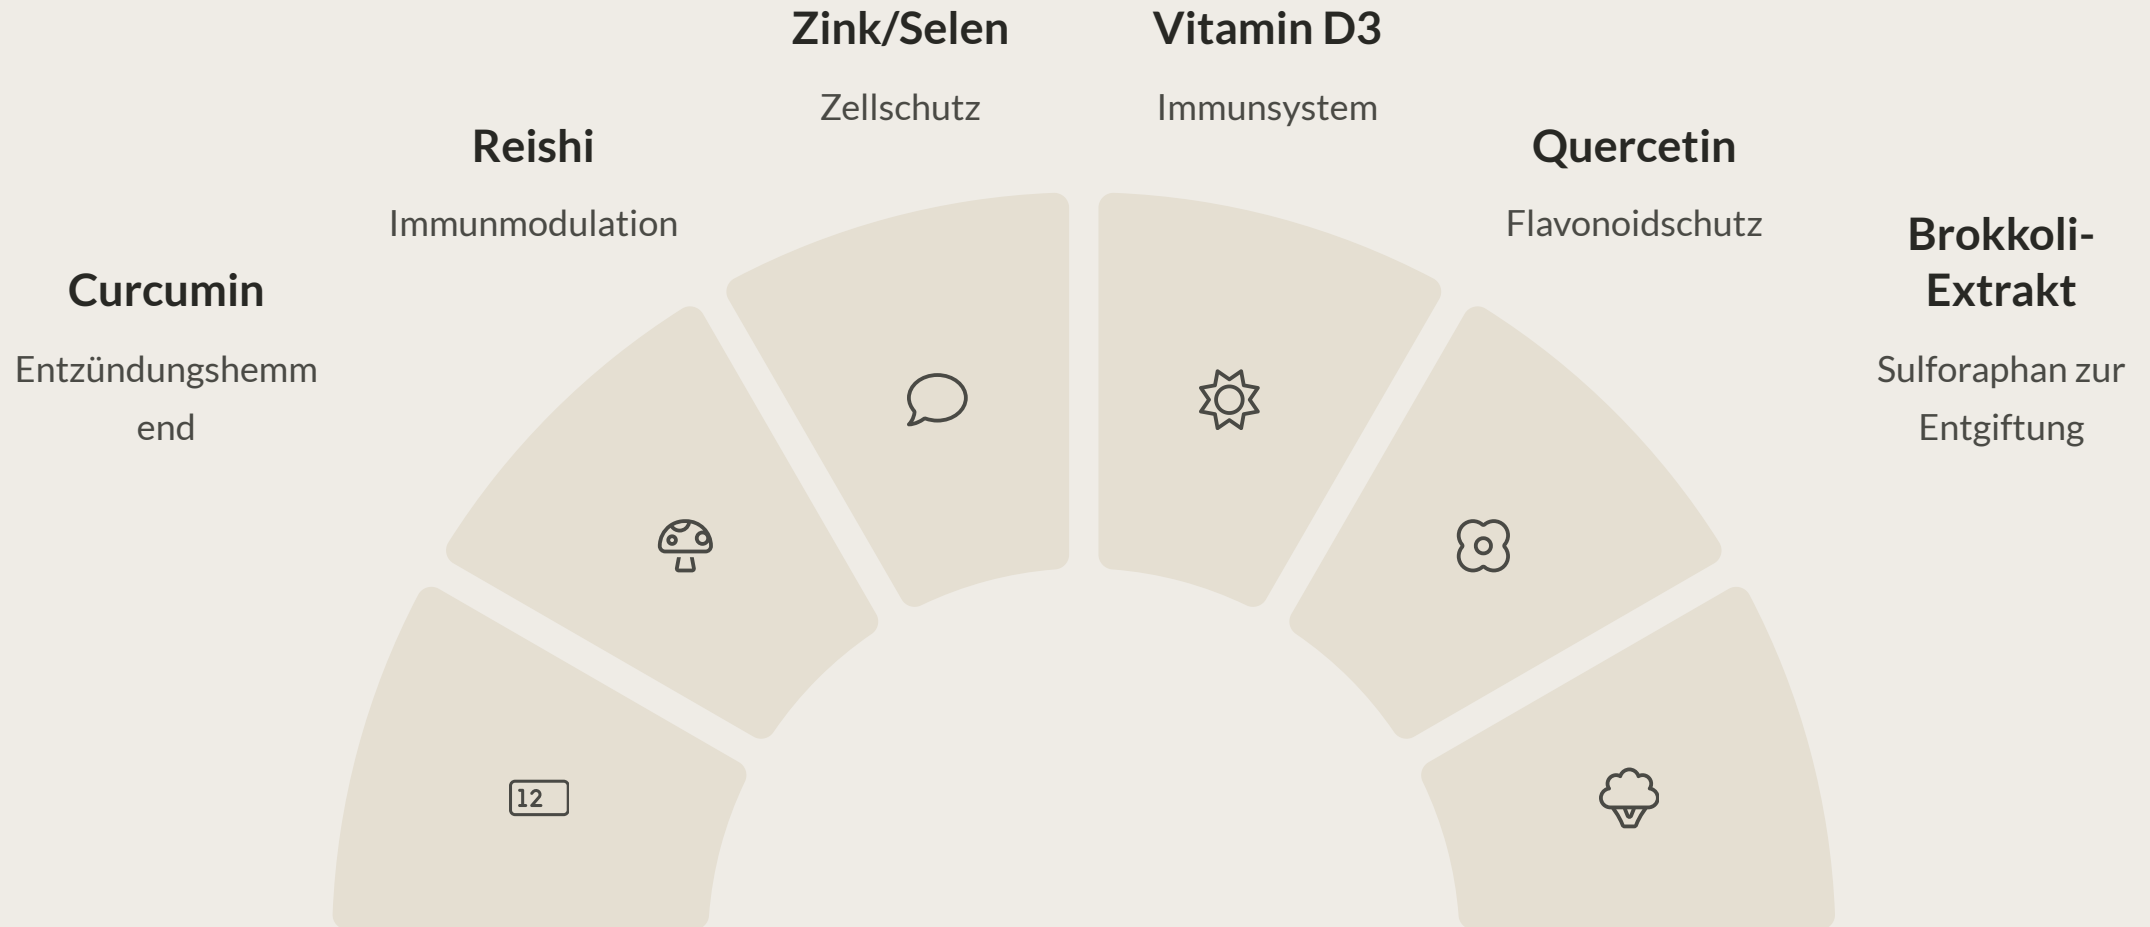 Zink/Selen
Zellschutz
Vitamin D3
Immunsystem
Reishi
Immunmodulation
Quercetin
Flavonoidschutz
Curcumin
Entzündungshemm
end
Brokkoli-
Extrakt
Sulforaphan zur
Entgiftung
12